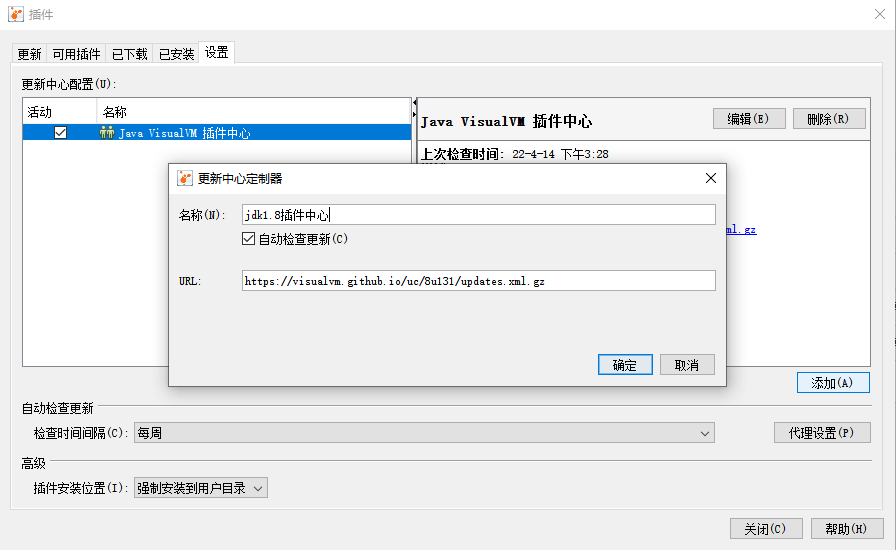 插件
更新 可用插件 已下载 已安装 设置
更新中心配置(U):
活动 名称
Java VisualVM 插件中心
Java VisualVM 插件中心 编辑(E) 删除(R)
上次检查时间: 22-4-14 下午3:28
更新中心定制器
名称(N): jdk1.8插件中心
自动检查更新(C)
ml.gz
URL: https://visualvm.github.io/uc/8u131/updates.xml.gz
确定 取消
添加(A)
自动检查更新
检查时间间隔(C): 每周 代理设置(P)
高级
插件安装位置(I): 强制安装到用户目录
关闭(C) 帮助(H)